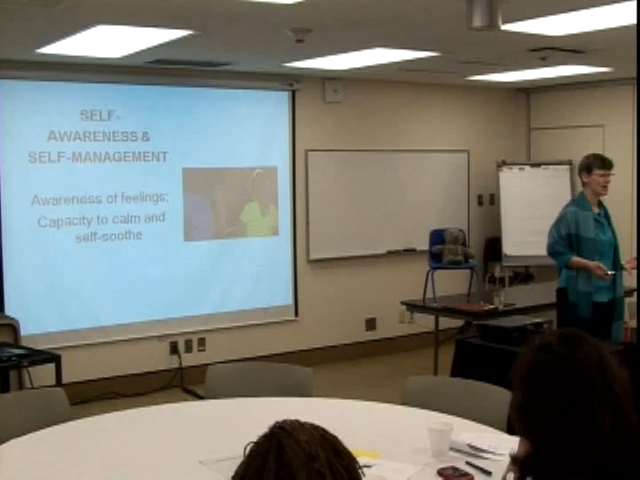 SELF-
AWARENESS &
SELF-MANAGEMENT
Awareness of feelings;
Capacity to calm and
self-soothe